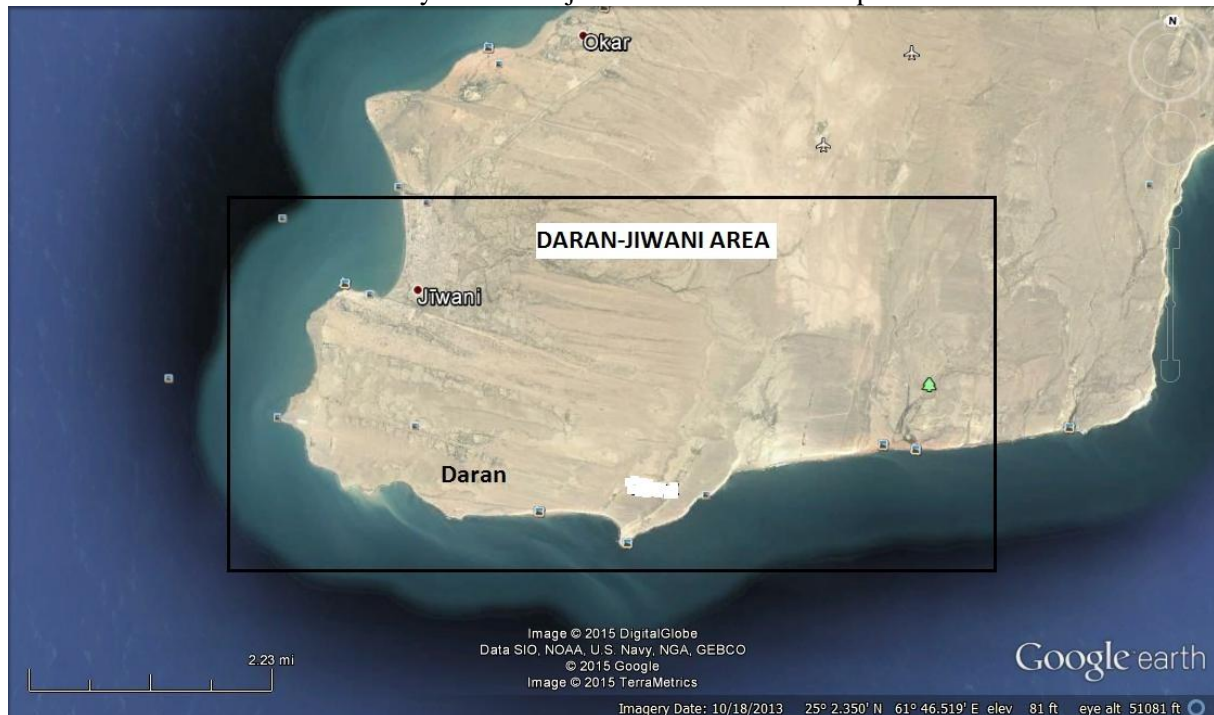 Okar
N
DARAN-JIWANI AREA
Jīwani
Daran
Image © 2015 DigitalGlobe
Data SIO, NOAA, U.S. Navy, NGA, GEBCO
© 2015 Google
Image © 2015 TerraMetrics
2.23 mi
Google earth
Imagery Date: 10/18/2013 25° 2.350' N 61° 46.519' E elev 81 ft eye alt 51081 ft